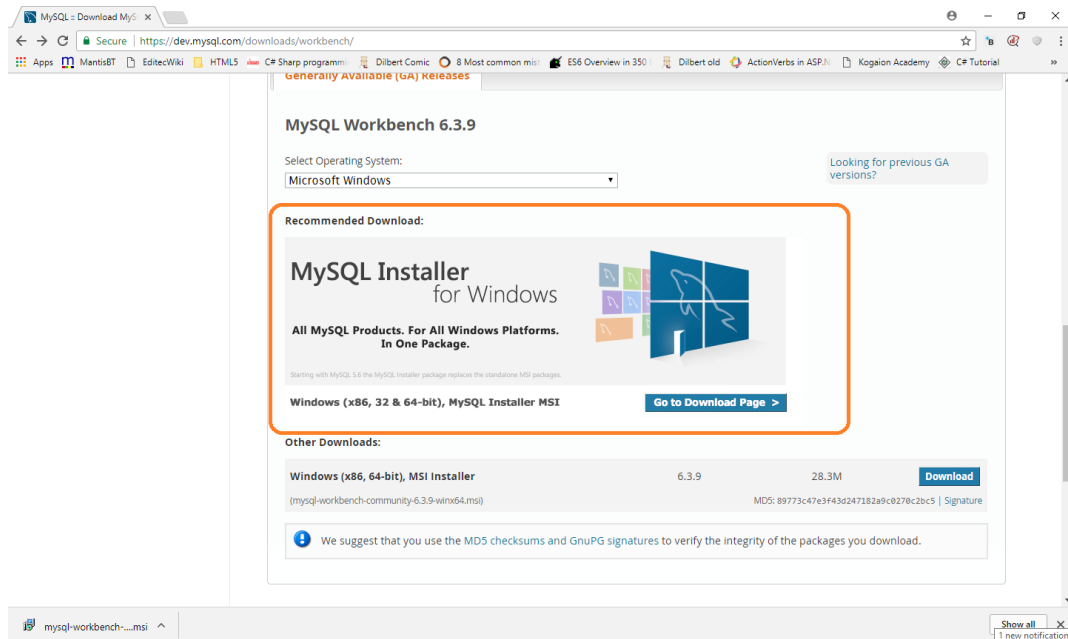 MySQL :: Download MyS
Secure | https://dev.mysql.com/downloads/workbench/
Apps MantisBT EditecWiki HTML5 C# Sharp programmi Dilbert Comic 8 Most common mist ES6 Overview in 350 Dilbert old ActionVerbs in ASP.N Kogaion Academy C# Tutorial »
Generally Available (GA) Releases
MySQL Workbench 6.3.9
Select Operating System:
Microsoft Windows
Looking for previous GA
versions?
Recommended Download:
MySQL Installer
for Windows
All MySQL Products. For All Windows Platforms.
In One Package.
Starting with MySQL 5.6 the MySQL Installer package replaces the standalone MSI packages.
Windows (x86, 32 & 64-bit), MySQL Installer MSI
Go to Download Page >
Other Downloads:
Windows (x86, 64-bit), MSI Installer 6.3.9 28.3M Download
(mysql-workbench-community-6.3.9-winx64.msi) MD5: 89773c47e3f43d247182a9c0270c2bc5 | Signature
We suggest that you use the MD5 checksums and GnuPG signatures to verify the integrity of the packages you download.
mysql-workbench-....msi
Show all
1 new notification